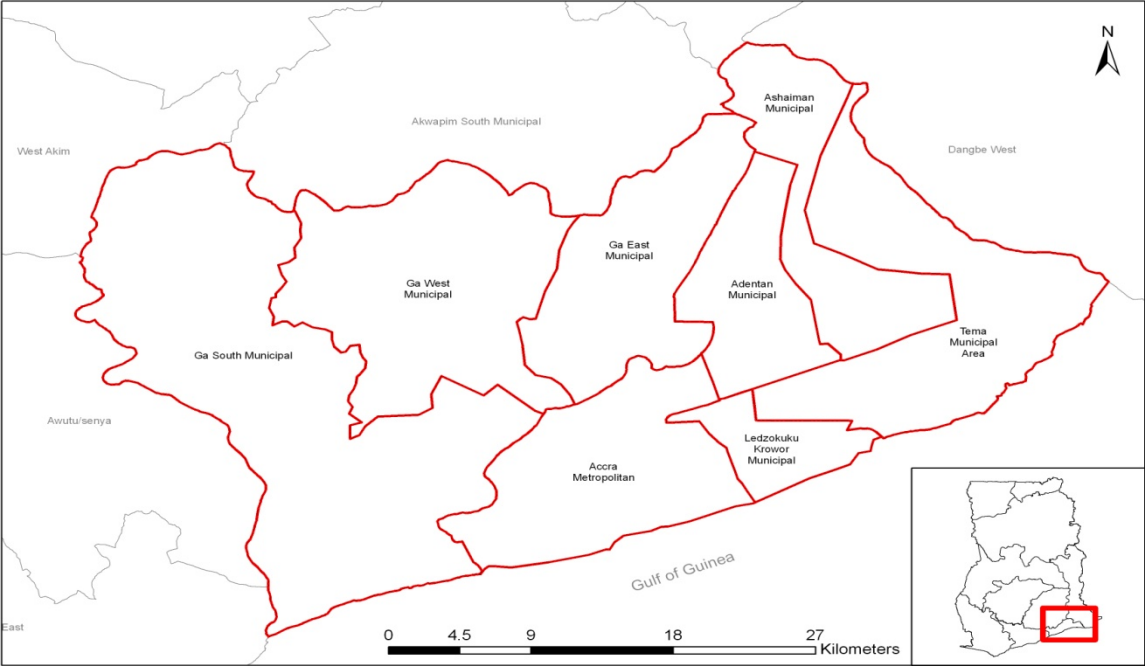 N
Ashaiman
Municipal
Akwapim South Municipal
West Akim
Dangbe West
Ga East
Municipal
Ga West
Municipal
Adentan
Municipal
Tema
Municipal
Area
Ga South Municipal
Awutu/senya
Ledzokuku
Krowor
Municipal
Accra
Metropolitan
Gulf of Guinea
East
0 4.5 9 18 27
Kilometers